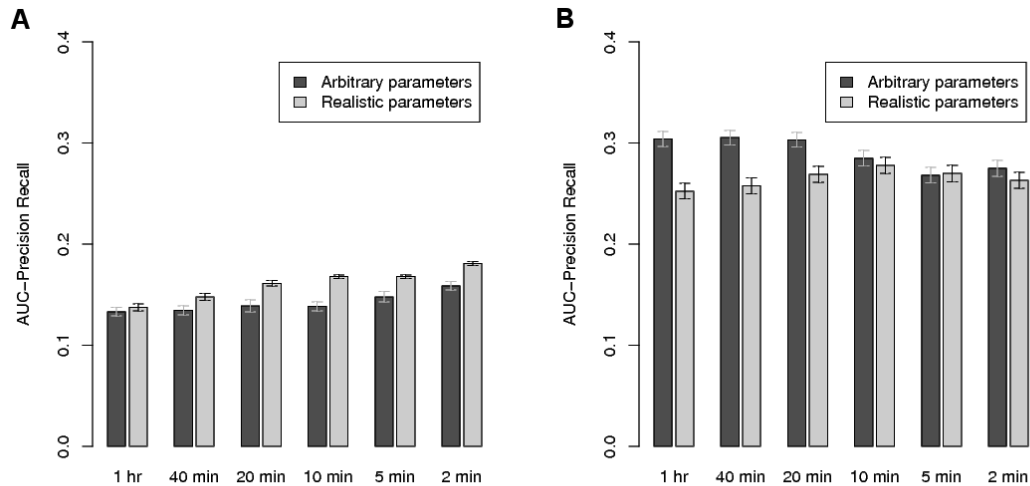 A
AUC-Precision Recall
0.4
0.3
0.2
0.1
0.0
Arbitrary parameters
Realistic parameters
1 hr
40 min
20 min
10 min
5 min
2 min
B
AUC-Precision Recall
0.4
0.3
0.2
0.1
0.0
Arbitrary parameters
Realistic parameters
1 hr
40 min
20 min
10 min
5 min
2 min